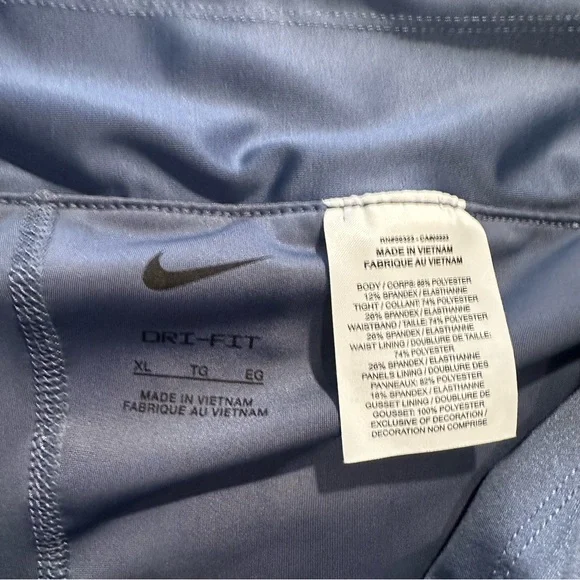 DRI-FIT
XL TG EG
MADE IN VIETNAM
FABRIQUE AU VIETNAM
MADE IN VIETNAM
FABRIQUE AU VIETNAM
BODY / CORPS: 88% POLYESTER
12% SPANDEX / ELASTHANNE
TIGHT / COLLANT: 74% POLYESTER
26% SPANDEX / ELASTHANNE
WAISTBAND / TAILLE: 74% POLYESTER
26% SPANDEX / ELASTHANNE
WAIST LINING / DOUBLURE DE TAILLE:
74% POLYESTER
26% SPANDEX / ELASTHANNE
PANELS LINING / DOUBLURE DES
PANNEAUX: 82% POLYESTER
18% SPANDEX / ELASTHANNE
GUSSET LINING / DOUBLURE DE
GOUSSET: 100% POLYESTER
EXCLUSIVE OF DECORATION /
DECORATION NON COMPRISE